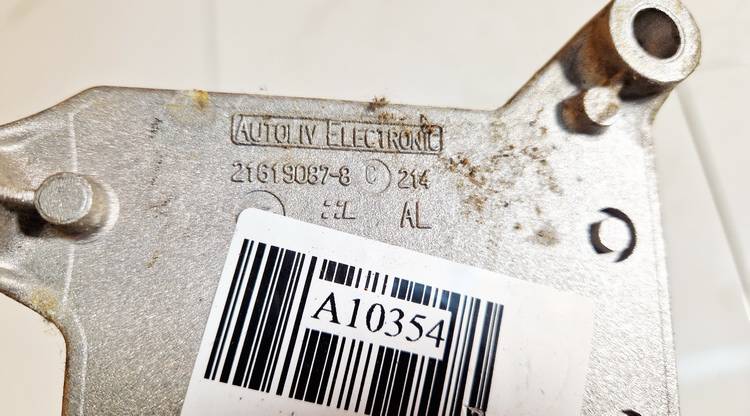 AUTOLIV ELECTRONIC
21619087-8 C 214
AL
A10354